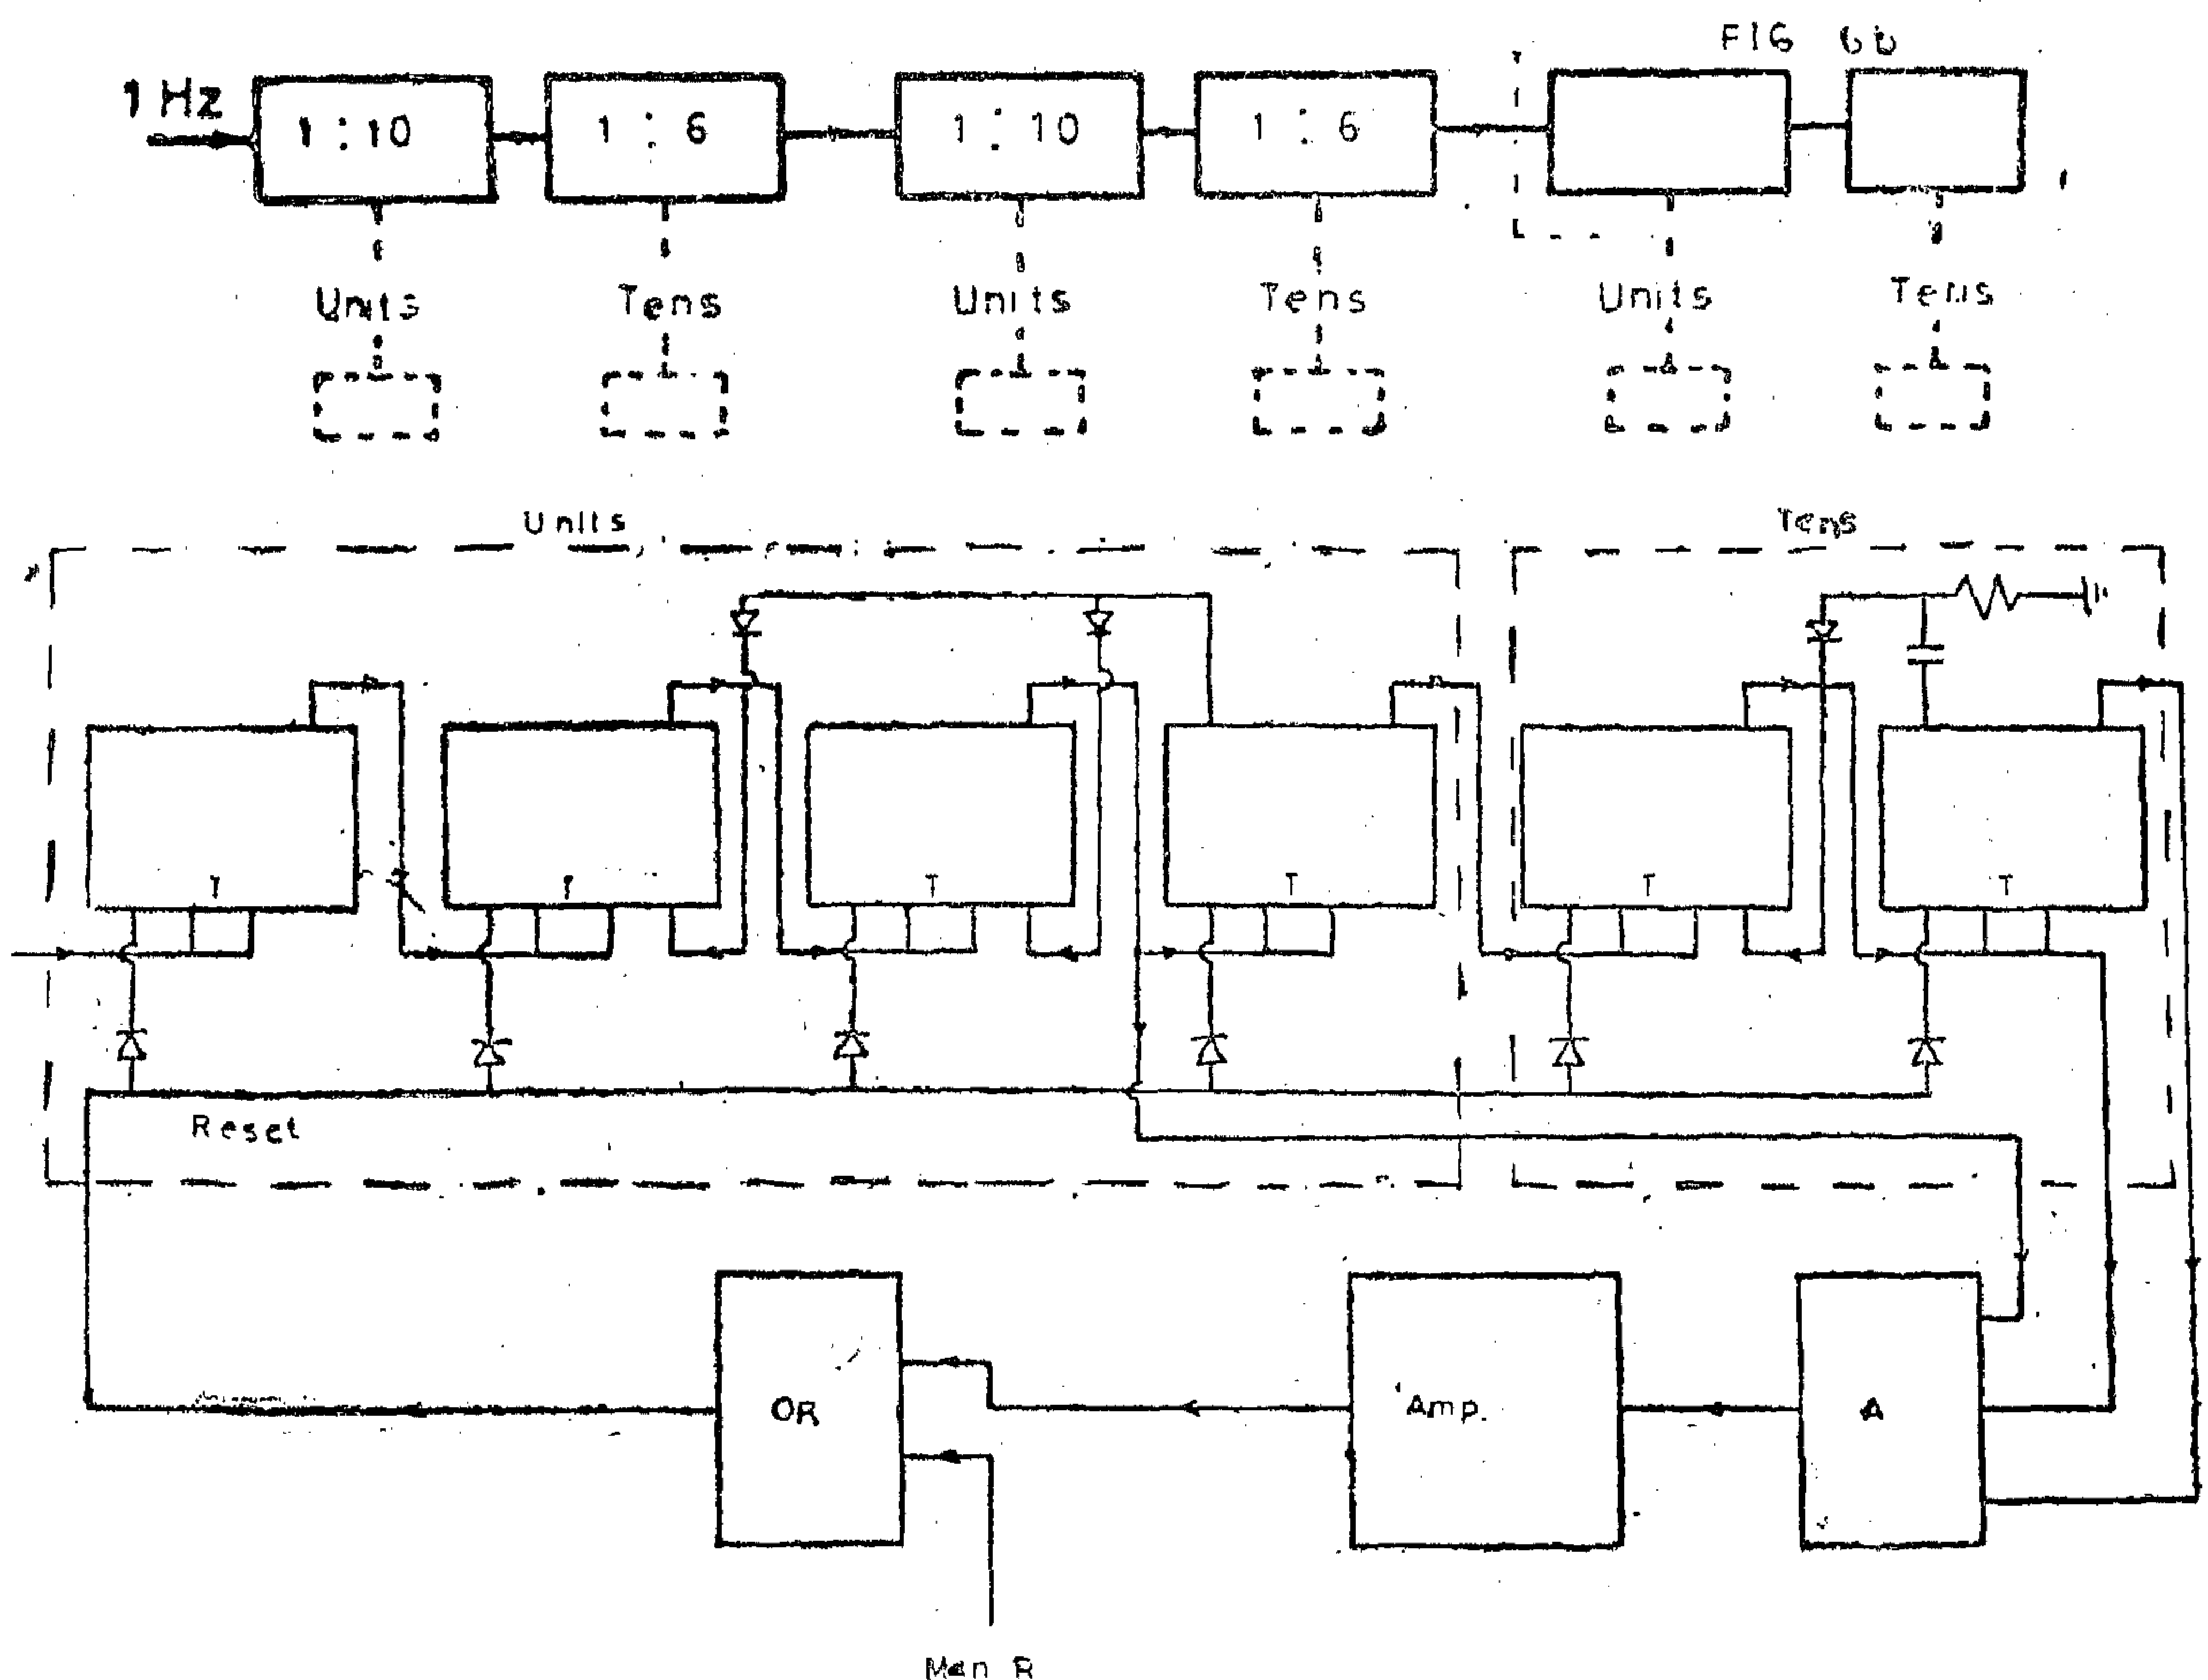 FIG 6b
1 Hz
1 : 10
1 : 6
1 : 10
1 : 6
Units
Tens
Units
Tens
Units
Tens
Units
Tens
T
T
T
T
T
T
Reset
OR
Amp.
A
Man R